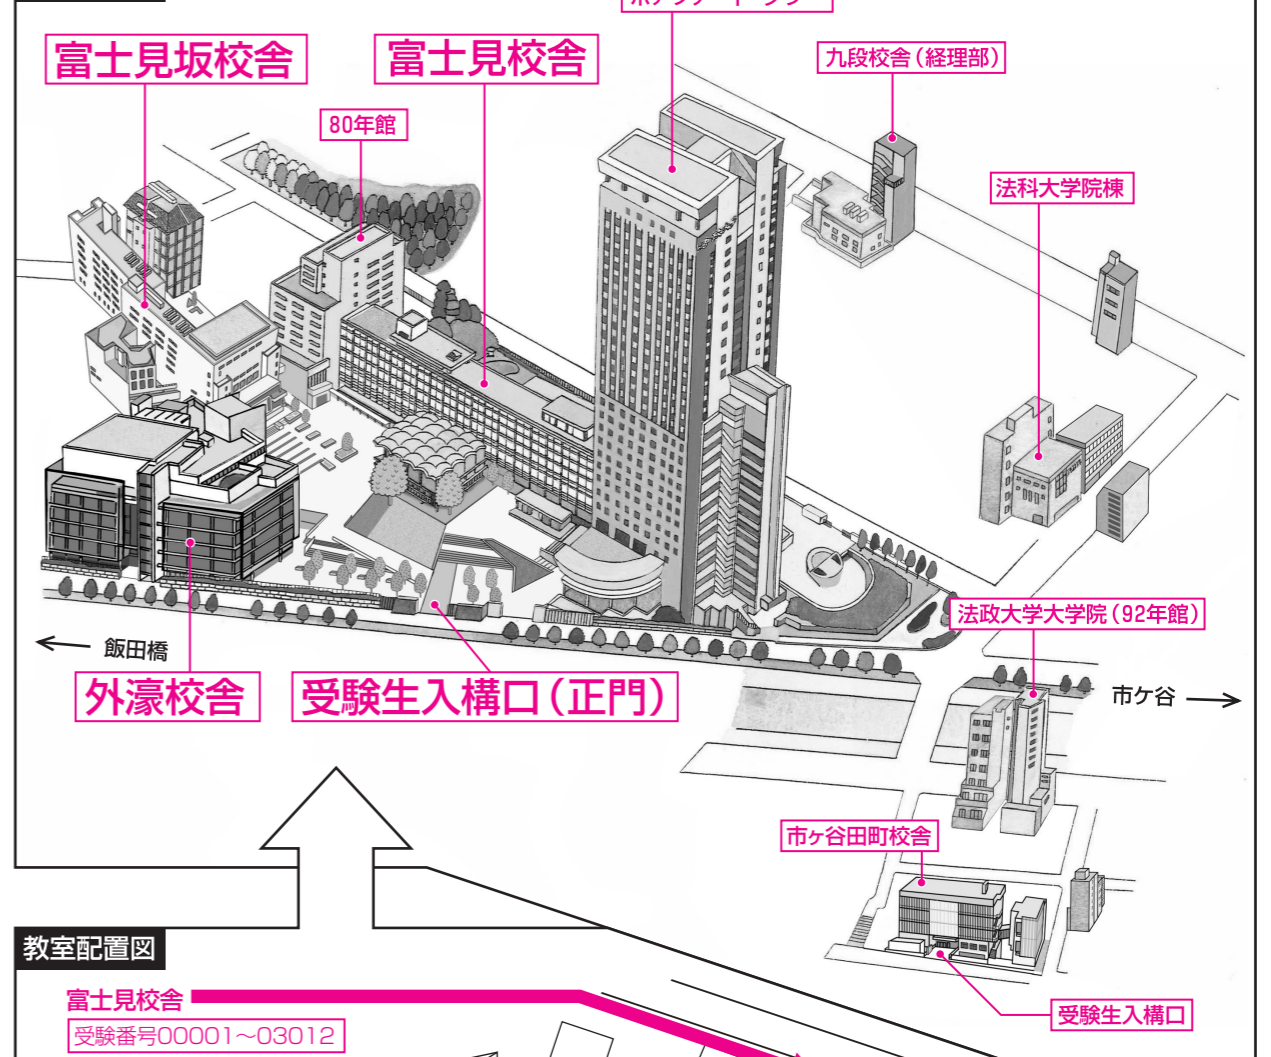 富士見坂校舎
富士見校舎
九段校舎（経理部）
80年館
法科大学院棟
法政大学大学院（92年館）
飯田橋
市ケ谷
外濠校舎
受験生入構口（正門）
市ヶ谷田町校舎
受験生入構口
教室配置図
富士見校舎
受験番号00001〜03012